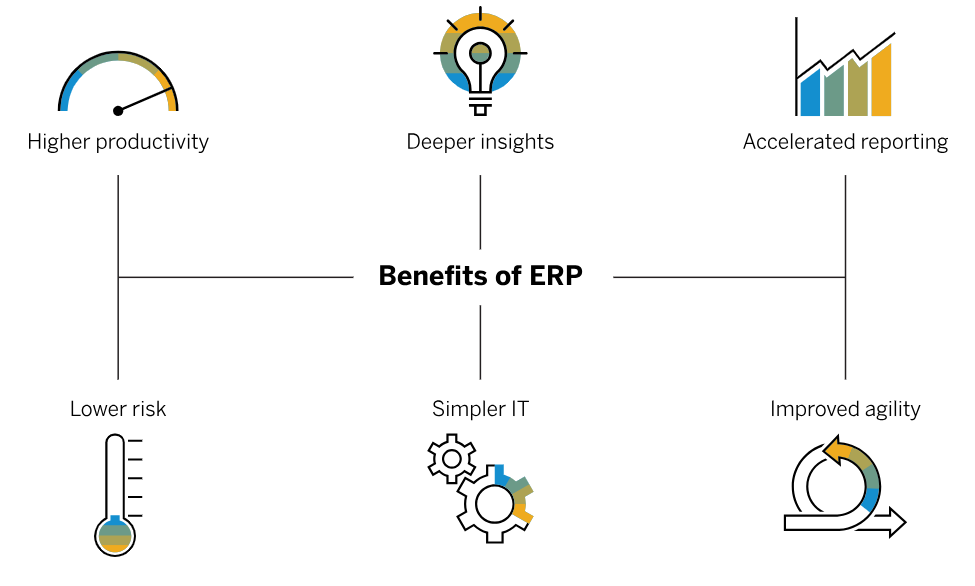 Higher productivity
Deeper insights
Accelerated reporting
Benefits of ERP
Lower risk
Simpler IT
Improved agility